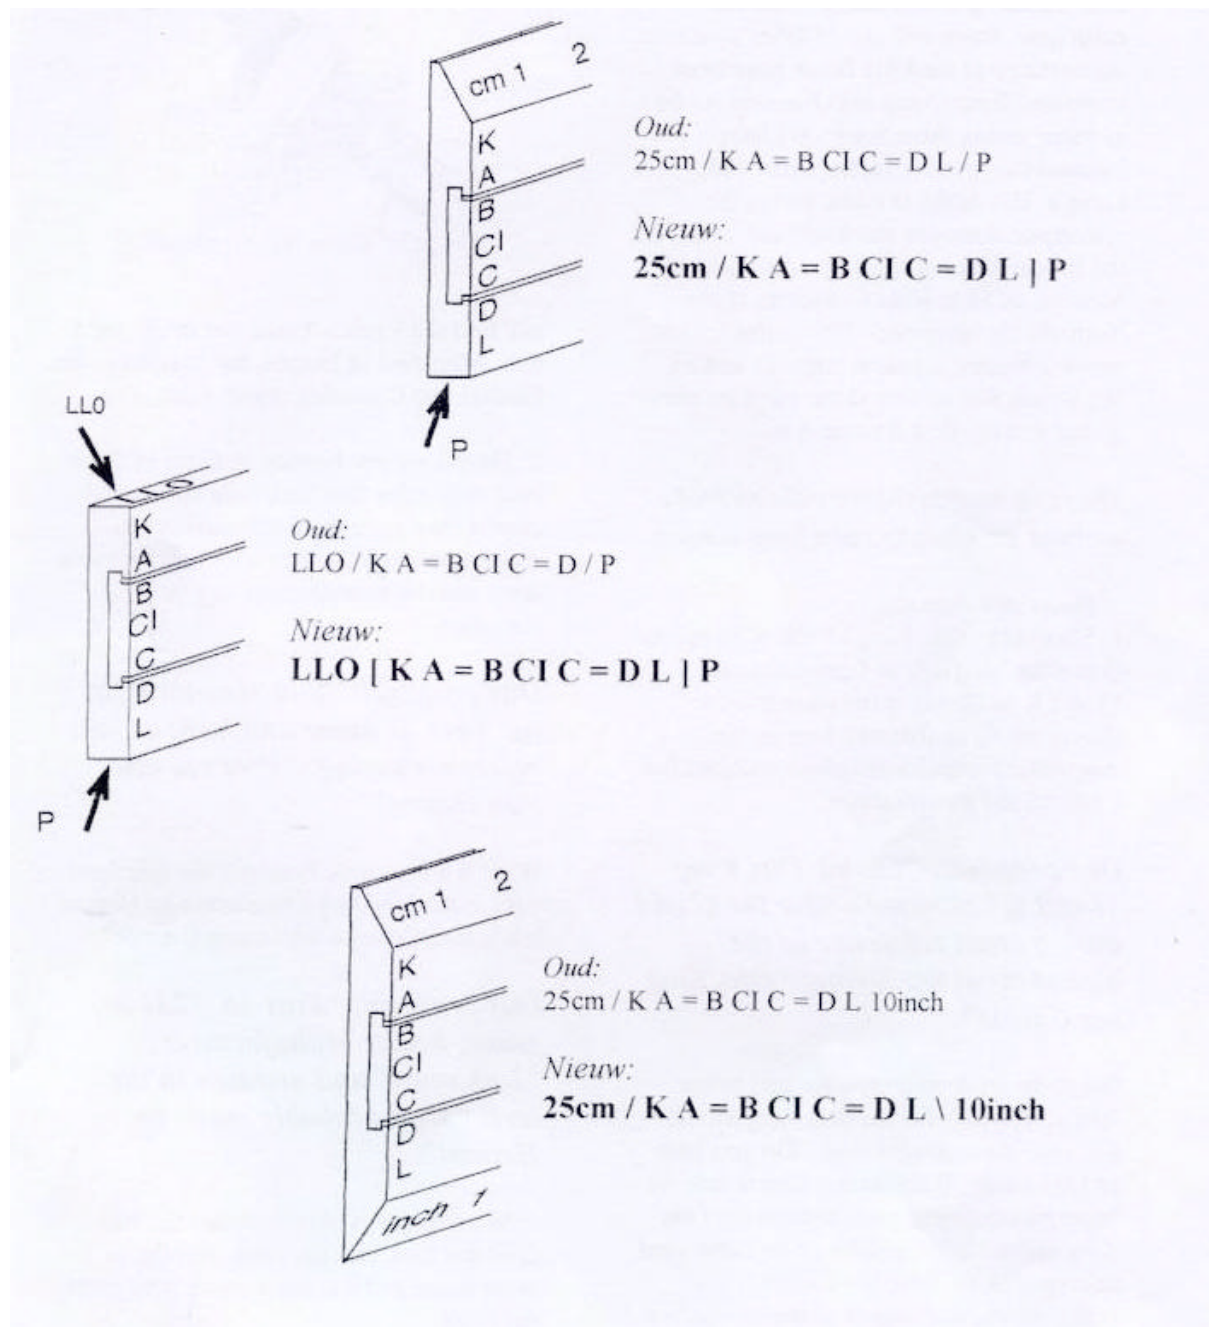 cm 1 2
K
A
B
CI
C
D
L
P
Oud:
25cm / K A = B CI C = D L / P
Nieuw:
25cm / K A = B CI C = D L | P
LLO
LLO
K
A
B
CI
C
D
L
P
Oud:
LLO / K A = B CI C = D / P
Nieuw:
LLO [ K A = B CI C = D L ] P
cm 1 2
K
A
B
CI
C
D
L
inch 1
Oud:
25cm / K A = B CI C = D L 10inch
Nieuw:
25cm / K A = B CI C = D L \ 10inch